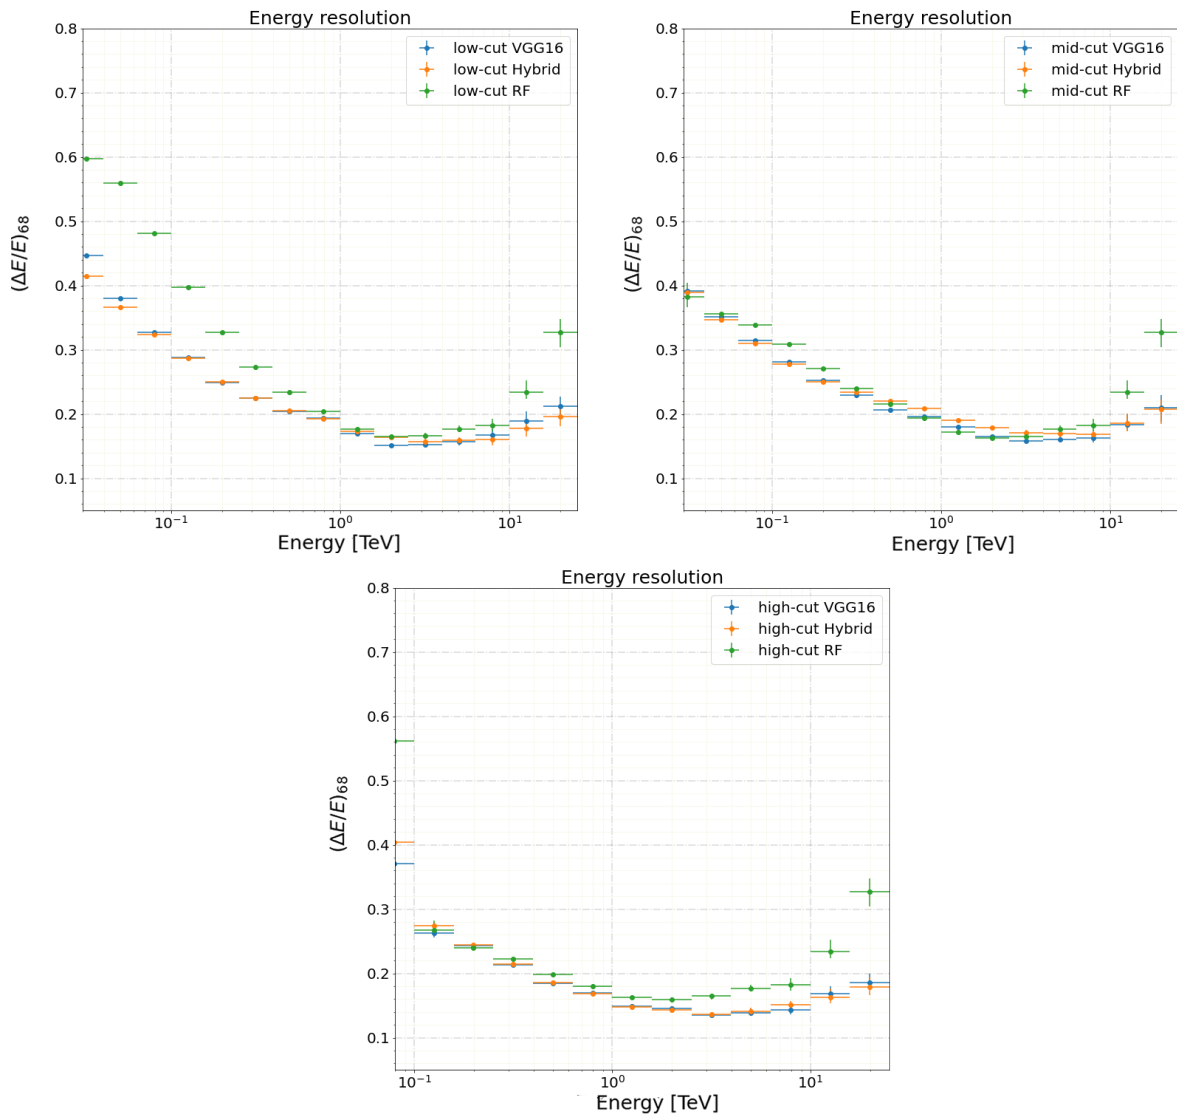 Energy resolution
0.8
0.7
0.6
0.5
0.4
0.3
0.2
0.1
(ΔE/E)₆₈
low-cut VGG16
low-cut Hybrid
low-cut RF
10⁻¹ 10⁰ 10¹
Energy [TeV]
Energy resolution
0.8
0.7
0.6
0.5
0.4
0.3
0.2
0.1
(ΔE/E)₆₈
mid-cut VGG16
mid-cut Hybrid
mid-cut RF
10⁻¹ 10⁰ 10¹
Energy [TeV]
Energy resolution
0.8
0.7
0.6
0.5
0.4
0.3
0.2
0.1
(ΔE/E)₆₈
high-cut VGG16
high-cut Hybrid
high-cut RF
10⁻¹ 10⁰ 10¹
Energy [TeV]